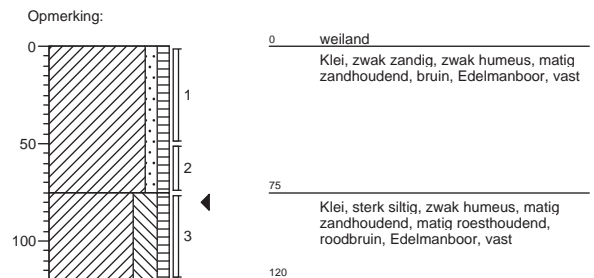 Opmerking:
0
50
100
1
2
3
0
weiland
Klei, zwak zandig, zwak humeus, matig
zandhoudend, bruin, Edelmanboor, vast
75
Klei, sterk siltig, zwak humeus, matig
zandhoudend, matig roesthoudend,
roodbruin, Edelmanboor, vast
120